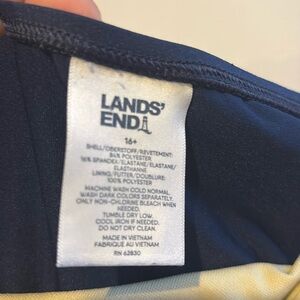 LANDS'
END
16+
SHELL/OBERSTOFF/REVETEMENT:
84% POLYESTER
16% SPANDEX/ELASTANE/ELASTAN/
ELASTHANNE
LINING/FUTTER/DOUBLURE:
100% POLYESTER
MACHINE WASH COLD NORMAL.
WASH DARK COLORS SEPARATELY.
ONLY NON-CHLORINE BLEACH WHEN
NEEDED.
TUMBLE DRY LOW.
COOL IRON IF NEEDED.
DO NOT DRY CLEAN.
MADE IN VIETNAM
FABRIQUE AU VIETNAM
RN 62830